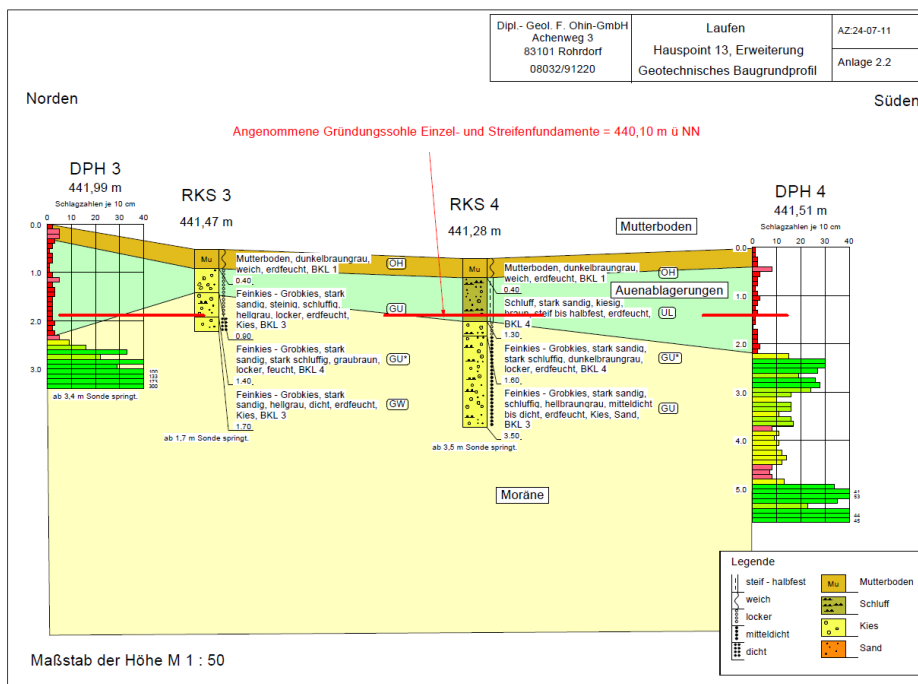 Dipl.- Geol. F. Ohin-GmbH
Achenweg 3
83101 Rohrdorf
08032/91220
Laufen
Hauspoint 13, Erweiterung
Geotechnisches Baugrundprofil
AZ:24-07-11
Anlage 2.2
Norden
Süden
Angenommene Gründungssohle Einzel- und Streifenfundamente = 440,10 m ü NN
DPH 3
441,99 m
Schlagzahlen je 10 cm
0 10 20 30 40
0.0
1.0
2.0
3.0
ab 3,4 m Sonde springt.
RKS 3
441,47 m
Mu
Mutterboden, dunkelbraungrau,
weich, erdfeucht, BKL 1
OH
0.40
Feinkies - Grobkies, stark
sandig, steinig, schluffig,
hellgrau, locker, erdfeucht,
Kies, BKL 3
GU
0.90
Feinkies - Grobkies, stark
sandig, stark schluffig, graubraun,
locker, feucht, BKL 4
GU*
1.40
Feinkies - Grobkies, stark
sandig, hellgrau, dicht, erdfeucht,
Kies, BKL 3
GW
1.70
ab 1,7 m Sonde springt.
RKS 4
441,28 m
Mu
Mutterboden, dunkelbraungrau,
weich, erdfeucht, BKL 1
OH
0.40
Schluff, stark sandig, kiesig,
braun, steif bis halbfest, erdfeucht,
BKL 4
UL
1.30
Feinkies - Grobkies, stark sandig,
stark schluffig, dunkelbraungrau,
locker, erdfeucht, BKL 4
GU*
1.60
Feinkies - Grobkies, stark sandig,
schluffig, hellbraungrau, mitteldicht
bis dicht, erdfeucht, Kies, Sand,
BKL 3
GU
3.50
ab 3,5 m Sonde springt.
Mutterboden
Auenablagerungen
Moräne
DPH 4
441,51 m
Schlagzahlen je 10 cm
0 10 20 30 40
0.0
1.0
2.0
3.0
4.0
5.0
Legende
steif - halbfest
weich
locker
mitteldicht
dicht
Mu
Mutterboden
Schluff
Kies
Sand
Maßstab der Höhe M 1 : 50